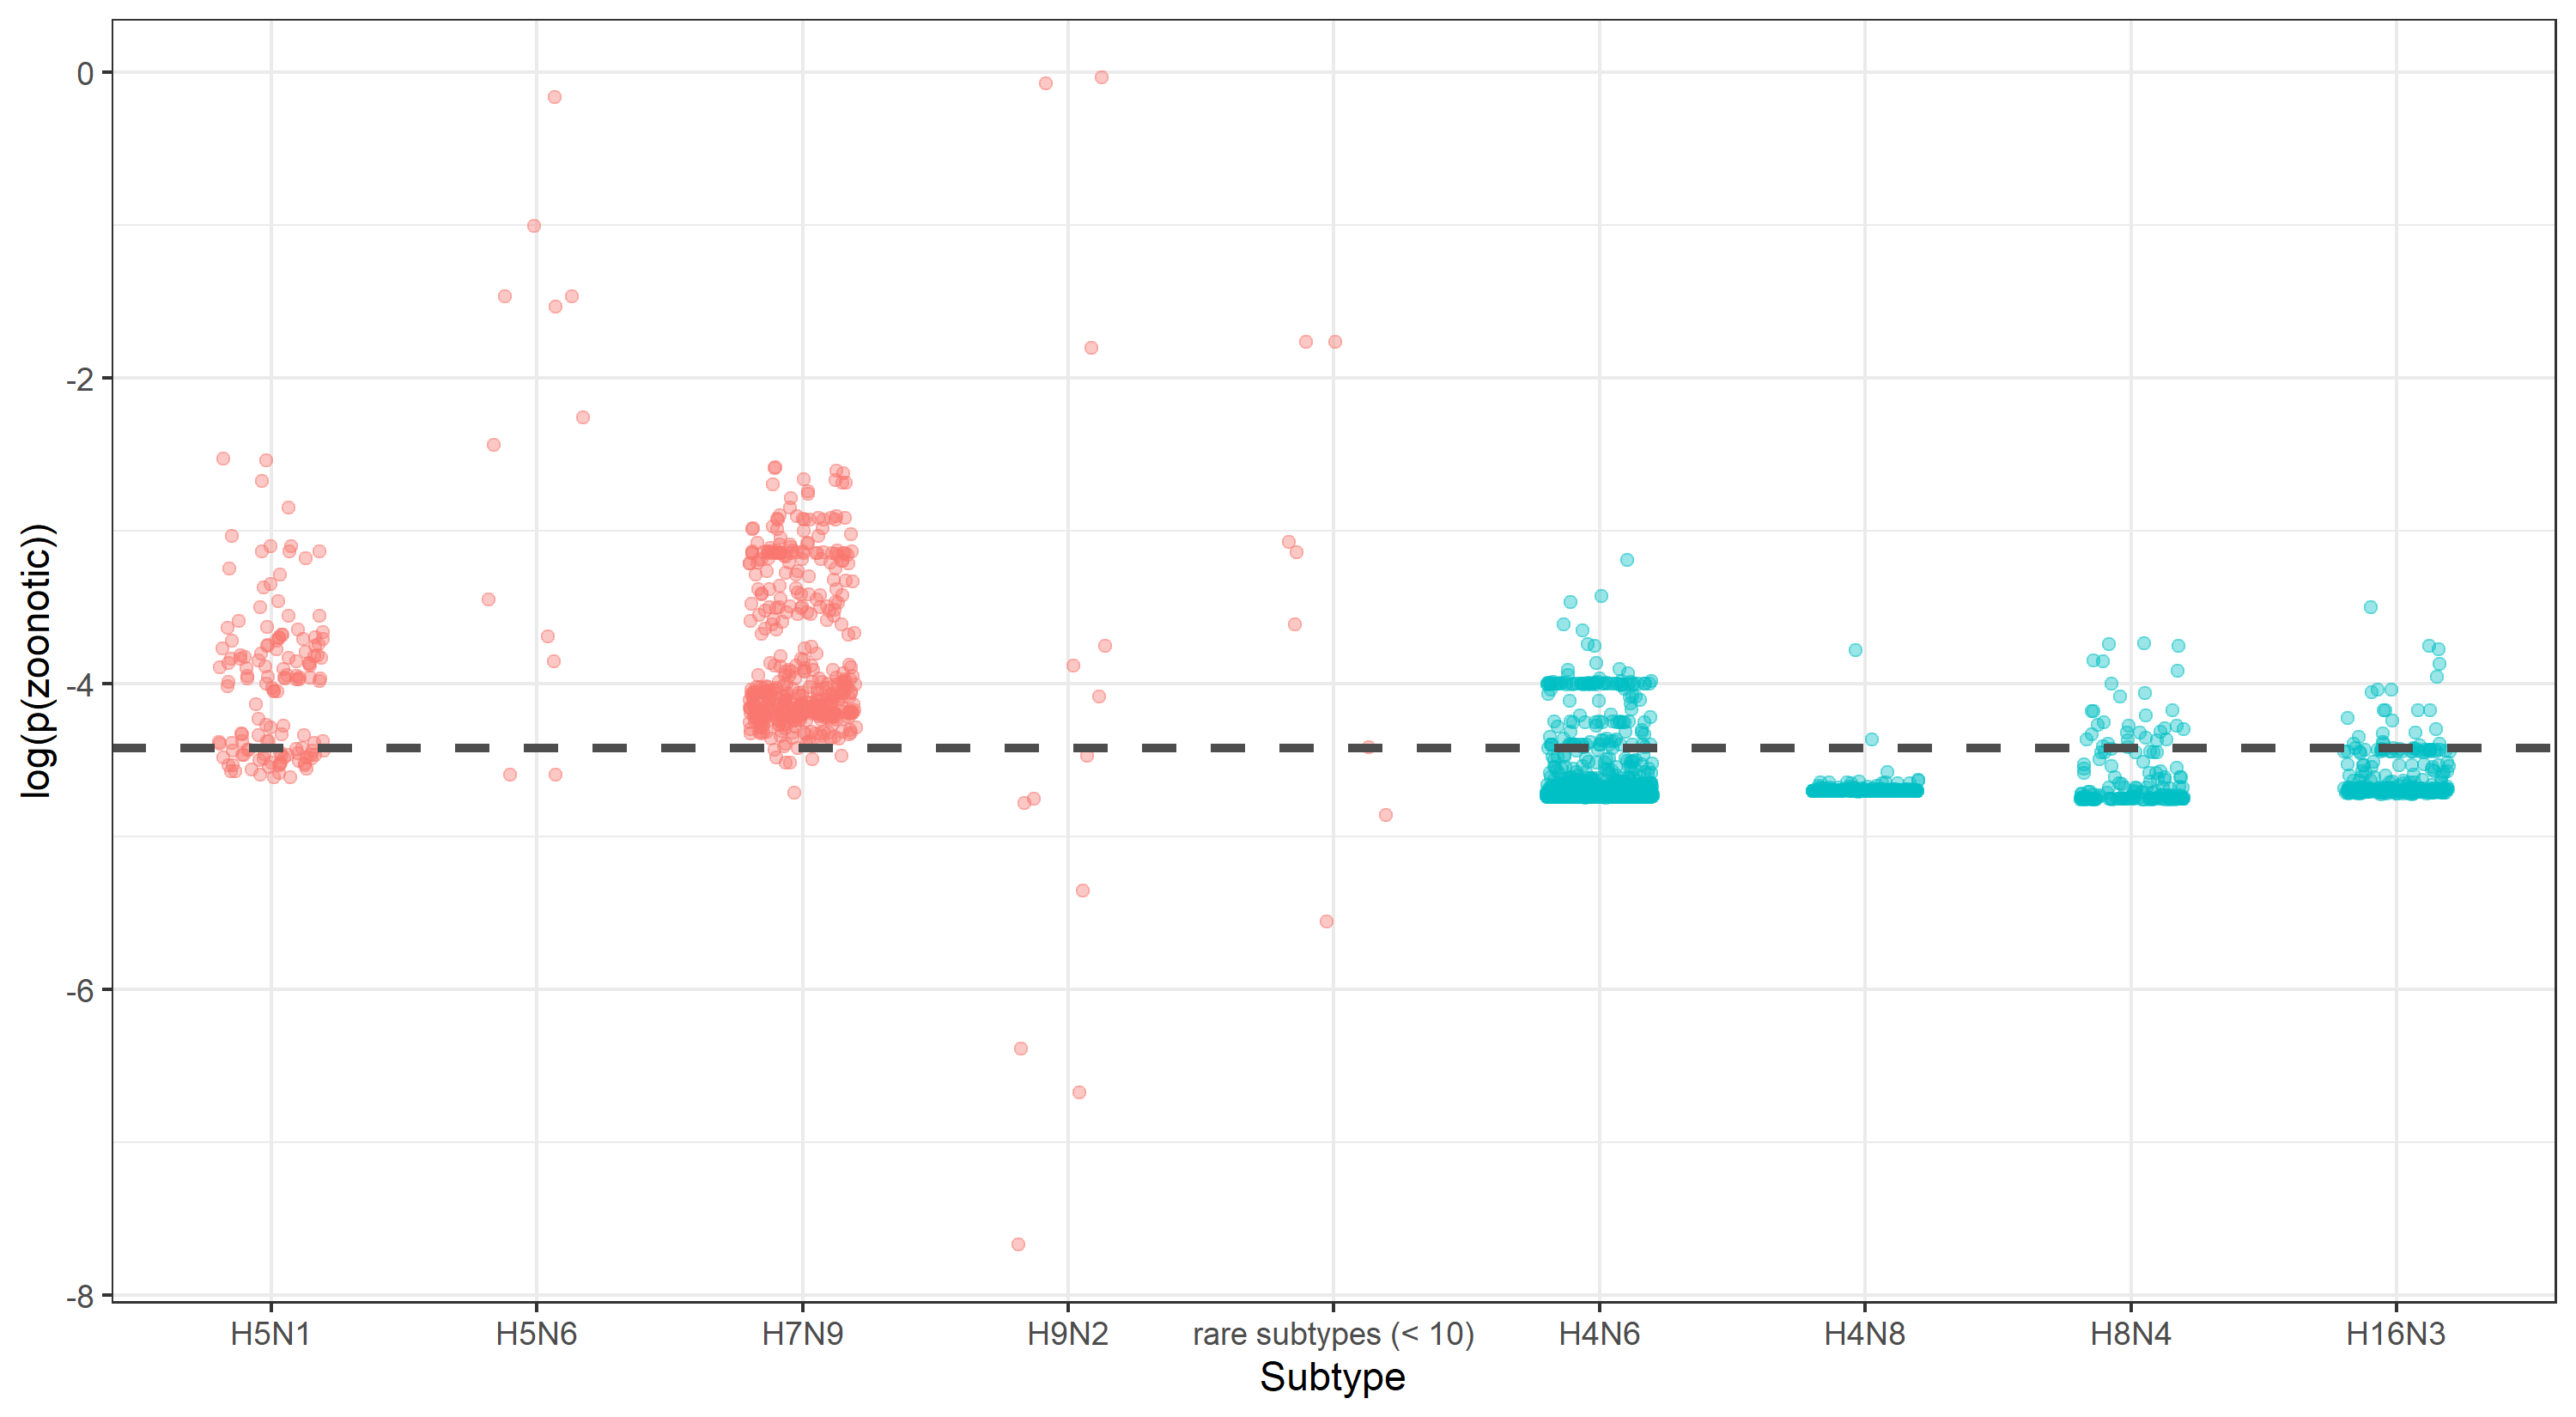 log(p(zoonotic))
0
-2
-4
-6
-8
H5N1 H5N6 H7N9 H9N2 rare subtypes (< 10) H4N6 H4N8 H8N4 H16N3
Subtype